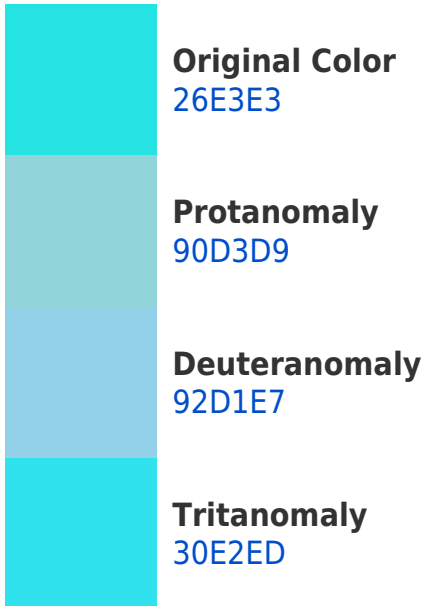 Original Color
26E3E3
Protanomaly
90D3D9
Deuteranomaly
92D1E7
Tritanomaly
30E2ED